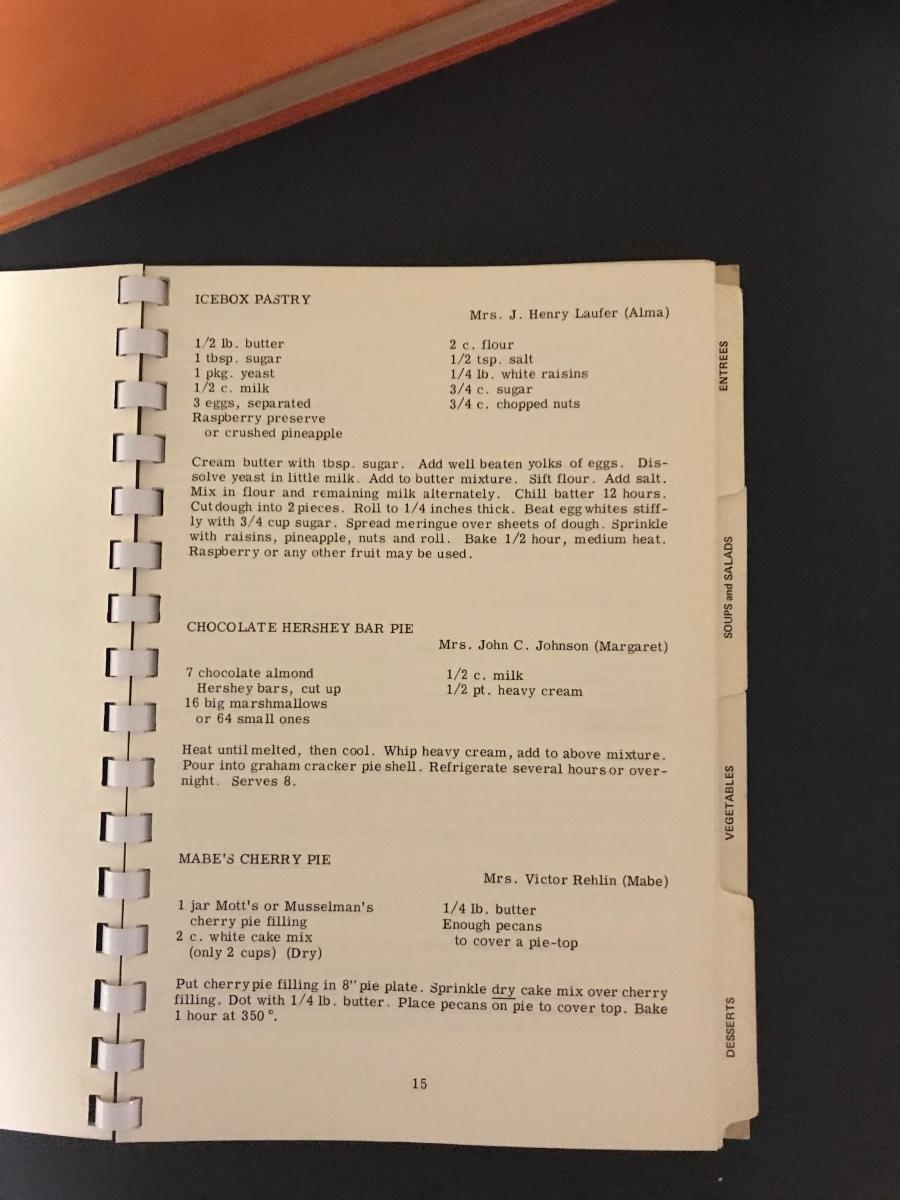 ICEBOX PASTRY
Mrs. J. Henry Laufer (Alma)
1/2 lb. butter
1 tbsp. sugar
1 pkg. yeast
1/2 c. milk
3 eggs, separated
Raspberry preserve
or crushed pineapple
2 c. flour
1/2 tsp. salt
1/4 lb. white raisins
3/4 c. sugar
3/4 c. chopped nuts
Cream butter with tbsp. sugar. Add well beaten yolks of eggs. Dis-
solve yeast in little milk. Add to butter mixture. Sift flour. Add salt.
Mix in flour and remaining milk alternately. Chill batter 12 hours.
Cut dough into 2 pieces. Roll to 1/4 inches thick. Beat egg whites stiff-
ly with 3/4 cup sugar. Spread meringue over sheets of dough. Sprinkle
with raisins, pineapple, nuts and roll. Bake 1/2 hour, medium heat.
Raspberry or any other fruit may be used.
CHOCOLATE HERSHEY BAR PIE
Mrs. John C. Johnson (Margaret)
7 chocolate almond
Hershey bars, cut up
16 big marshmallows
or 64 small ones
1/2 c. milk
1/2 pt. heavy cream
Heat until melted, then cool. Whip heavy cream, add to above mixture.
Pour into graham cracker pie shell. Refrigerate several hours or over-
night. Serves 8.
MABE'S CHERRY PIE
Mrs. Victor Rehlin (Mabe)
1 jar Mott's or Musselman's
cherry pie filling
2 c. white cake mix
(only 2 cups) (Dry)
1/4 lb. butter
Enough pecans
to cover a pie-top
Put cherry pie filling in 8" pie plate. Sprinkle dry cake mix over cherry
filling. Dot with 1/4 lb. butter. Place pecans on pie to cover top. Bake
1 hour at 350°.
15
ENTREES
SOUPS and SALADS
VEGETABLES
DESSERTS